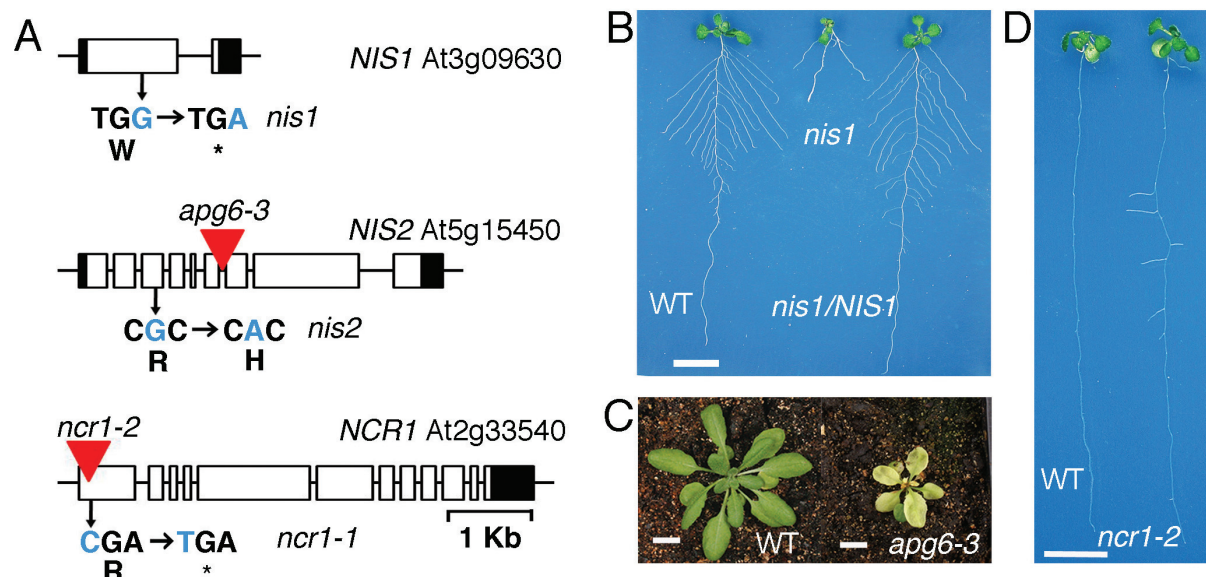 A
NIS1 At3g09630
TGG→TGA nis1
W *
apg6-3
NIS2 At5g15450
CGC→CAC nis2
R H
ncr1-2
NCR1 At2g33540
CGA→TGA ncr1-1
R *
1 Kb
B
nis1
WT
nis1/NIS1
C
WT
apg6-3
D
WT
ncr1-2